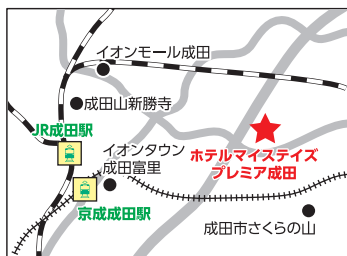 イオンモール成田
成田山新勝寺
JR成田駅
イオンタウン
成田富里
ホテルマイステイズ
プレミア成田
京成成田駅
成田市さくらの山